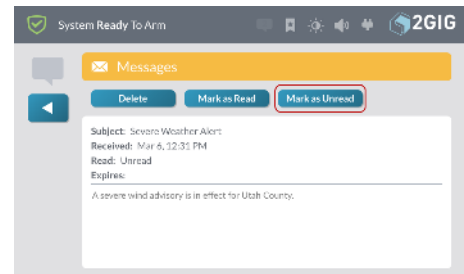 System Ready To Arm
2GIG
Messages
Delete
Mark as Read
Mark as Unread
Subject: Severe Weather Alert
Received: Mar 6, 12:31 PM
Read: Unread
Expires:
A severe wind advisory is in effect for Utah County.